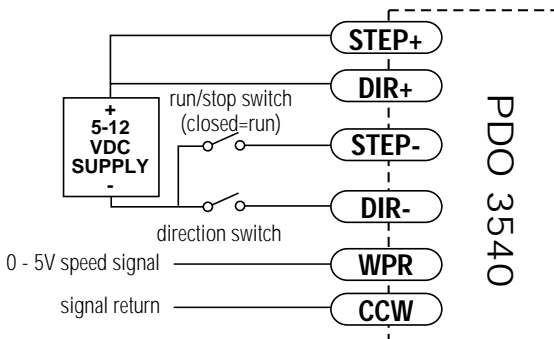 STEP+
DIR+
run/stop switch
(closed=run)
+
5-12
VDC
SUPPLY
-
STEP-
DIR-
direction switch
0 - 5V speed signal
WPR
signal return
CCW
PDO 3540